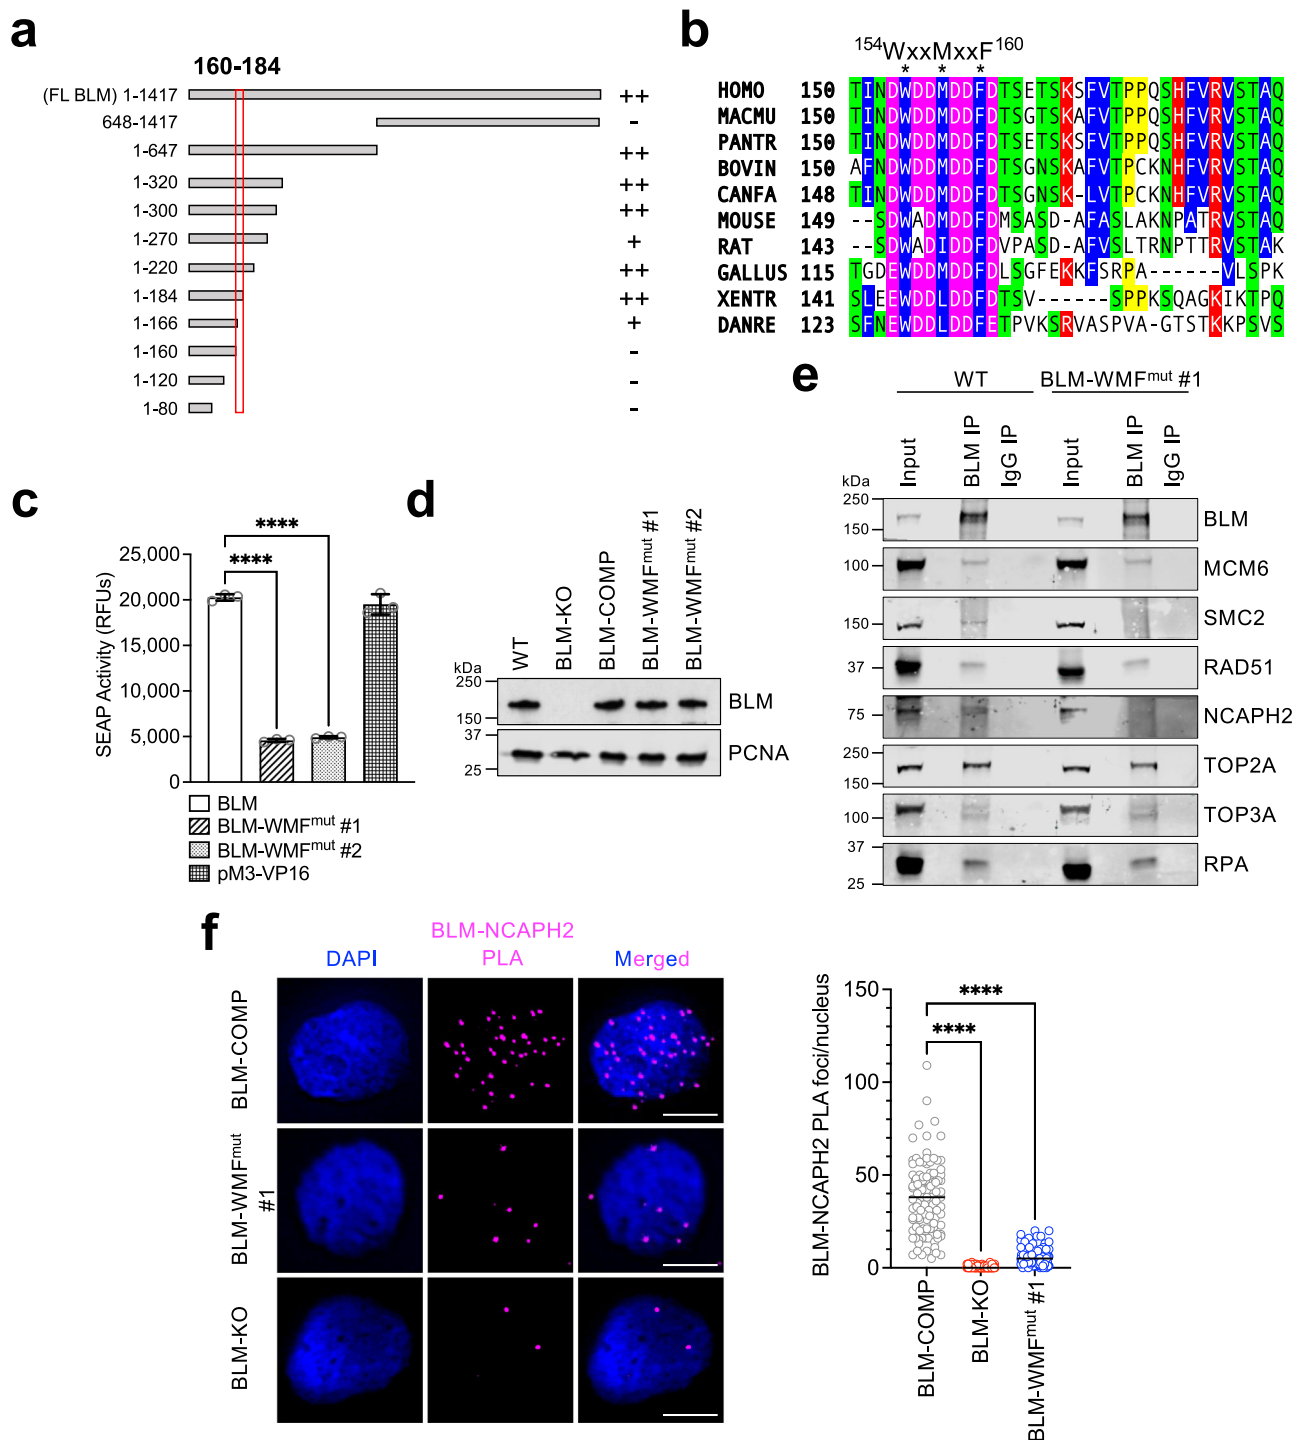 a
160-184
(FL BLM) 1-1417 ++
648-1417 -
1-647 ++
1-320 ++
1-300 ++
1-270 +
1-220 ++
1-184 ++
1-166 +
1-160 -
1-120 -
1-80 -
b
154WxxMxxF160
* * *
HOMO 150 TINDWDDMDDFDTSETSKSFVTPPQSHFVRVSTAQ
MACMU 150 TINDWDDMDDFDTSGTSKAFVTPPQSHFVRVSTAQ
PANTR 150 TINDWDDMDDFDTSETSKSFVTPPQSHFVRVSTAQ
BOVIN 150 AFNDWDDMDDFDTSGNSKAFVTPCKNHFVRVSTAQ
CANFA 148 TINDWDDMDDFDTSGNSK-LVTPCKNHFVRVSTAQ
MOUSE 149 --SDWADMDDFDMSASD-AFASLAKNPATRVSTAQ
RAT 143 --SDWADIDDFDVPASD-AFVSLTRNPTTRVSTAK
GALLUS 115 TGDEWDDMDDFDLSGFEKKFSRPA------VLSPK
XENTR 141 SLEEWDDLDDFDTSV------SPPKSQAGKIKTPQ
DANRE 123 SFNEWDDLDDFETPVKSRVASPVA-GTSTKKPSVS
c
SEAP Activity (RFUs)
25,000
20,000
15,000
10,000
5,000
0
****
****
BLM
BLM-WMFmut #1
BLM-WMFmut #2
pM3-VP16
d
WT
BLM-KO
BLM-COMP
BLM-WMFmut #1
BLM-WMFmut #2
kDa
250
150
BLM
37
25
PCNA
e
WT BLM-WMFmut #1
Input BLM IP IgG IP Input BLM IP IgG IP
kDa
250
150
BLM
100
MCM6
150
SMC2
37
RAD51
75
NCAPH2
250
150
TOP2A
100
TOP3A
37
25
RPA
f
BLM-NCAPH2
DAPI PLA Merged
BLM-COMP
BLM-WMFmut
#1
BLM-KO
BLM-NCAPH2 PLA foci/nucleus
150
100
50
0
****
****
BLM-COMP
BLM-KO
BLM-WMFmut #1